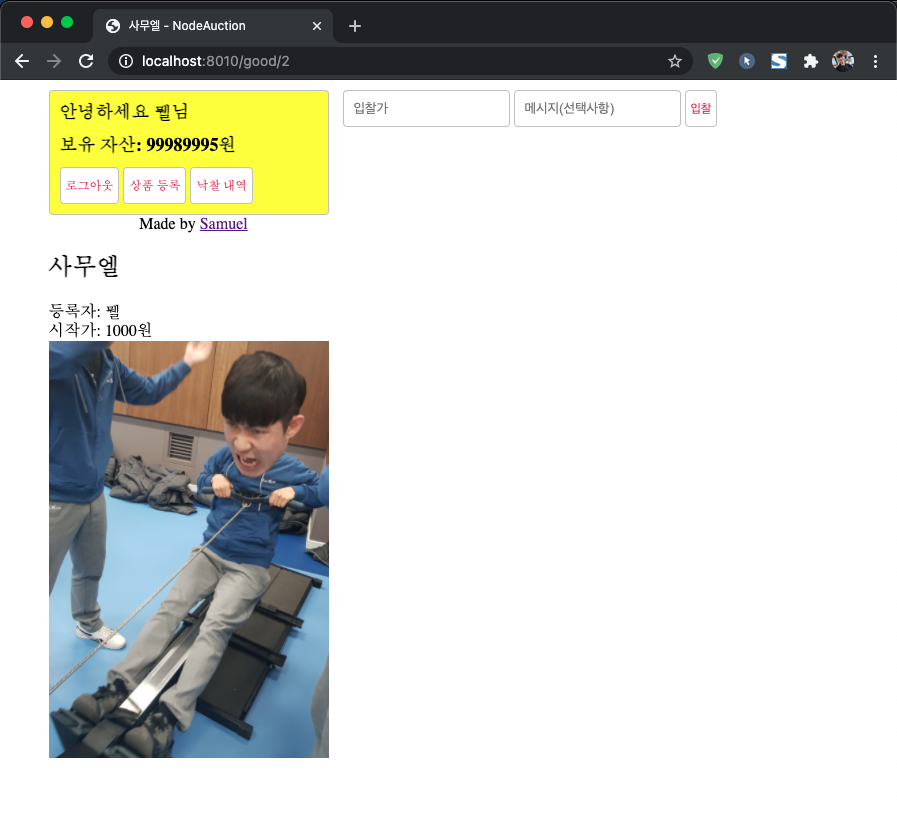 사무엘 - NodeAuction
localhost:8010/good/2
안녕하세요 쀌님
보유 자산: 99989995원
로그아웃 상품 등록 낙찰 내역
Made by Samuel
입찰가 메시지(선택사항) 입찰
사무엘
등록자: 쀌
시작가: 1000원